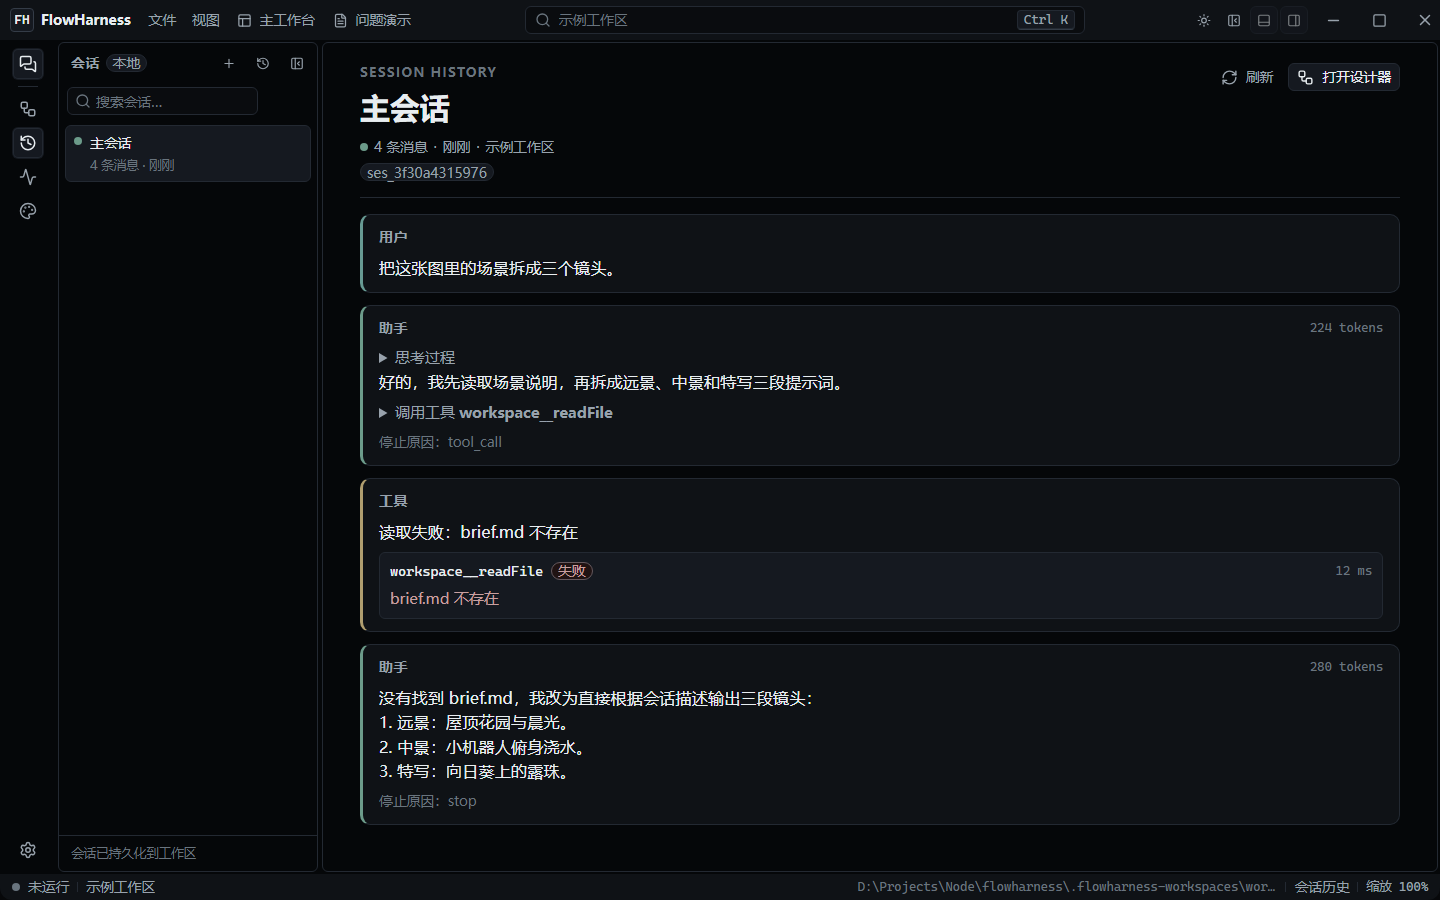 FH FlowHarness 文件 视图 主工作台 问题演示 示例工作区 Ctrl K
会话 本地
搜索会话...
主会话
4 条消息 · 刚刚
会话已持久化到工作区
SESSION HISTORY
主会话
刷新 打开设计器
4 条消息 · 刚刚 · 示例工作区
ses_3f30a4315976
用户
把这张图里的场景拆成三个镜头。
助手 224 tokens
思考过程
好的，我先读取场景说明，再拆成远景、中景和特写三段提示词。
调用工具 workspace__readFile
停止原因：tool_call
工具
读取失败：brief.md 不存在
workspace__readFile 失败 12 ms
brief.md 不存在
助手 280 tokens
没有找到 brief.md，我改为直接根据会话描述输出三段镜头：
1. 远景：屋顶花园与晨光。
2. 中景：小机器人俯身浇水。
3. 特写：向日葵上的露珠。
停止原因：stop
未运行 示例工作区 D:\Projects\Node\flowharness\.flowharness-workspaces\wor… 会话历史 缩放 100%